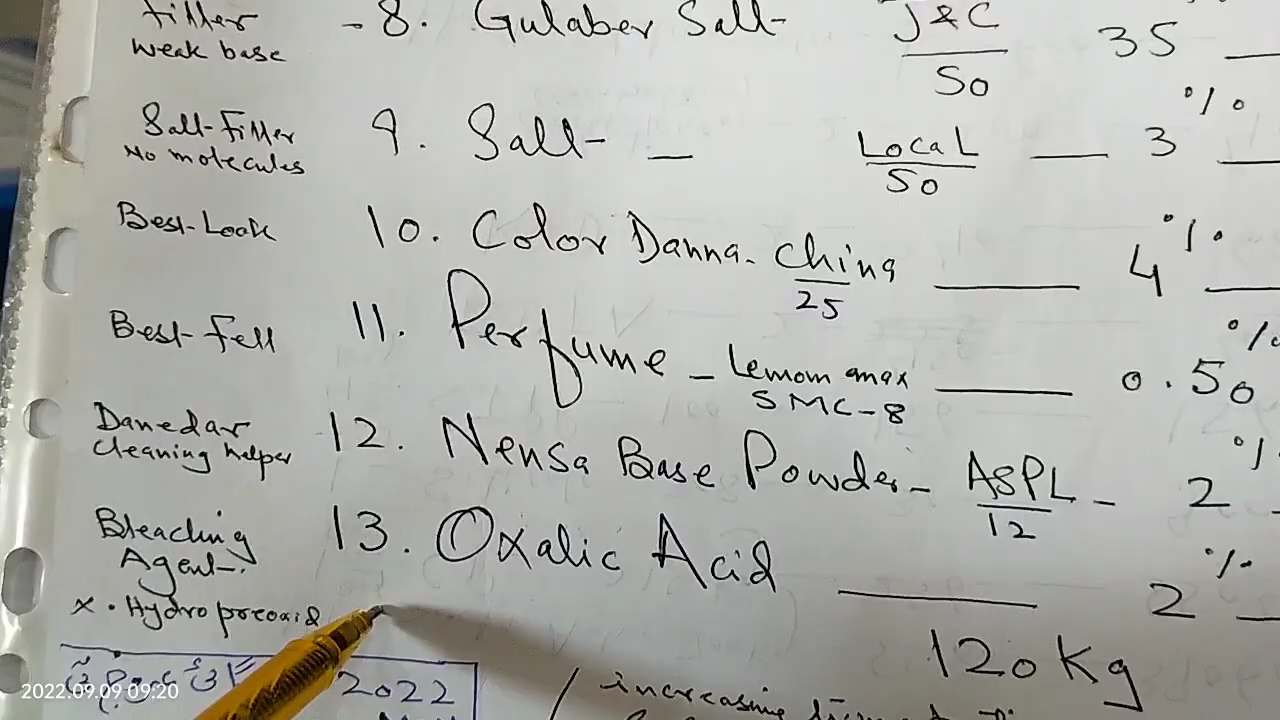 Filler - 8. Gulaber Salt- J&C 35
weak base 50
%
Salt-Filler 9. Salt- — Local — 3 —
No molecules 50
%
Best-Look 10. Color Danna- China — 4 —
25
%
Best-Fell 11. Perfume - Lemom max — 0.50
SMC-8
%
Danedar 12. Nensa Base Powder - ASPL - 2
Cleaning helper 12
%
Bleaching 13. Oxalic Acid — 2 —
Agent-.
x . Hydro
120 Kg
2022
increasing
2022.09.09 09:20